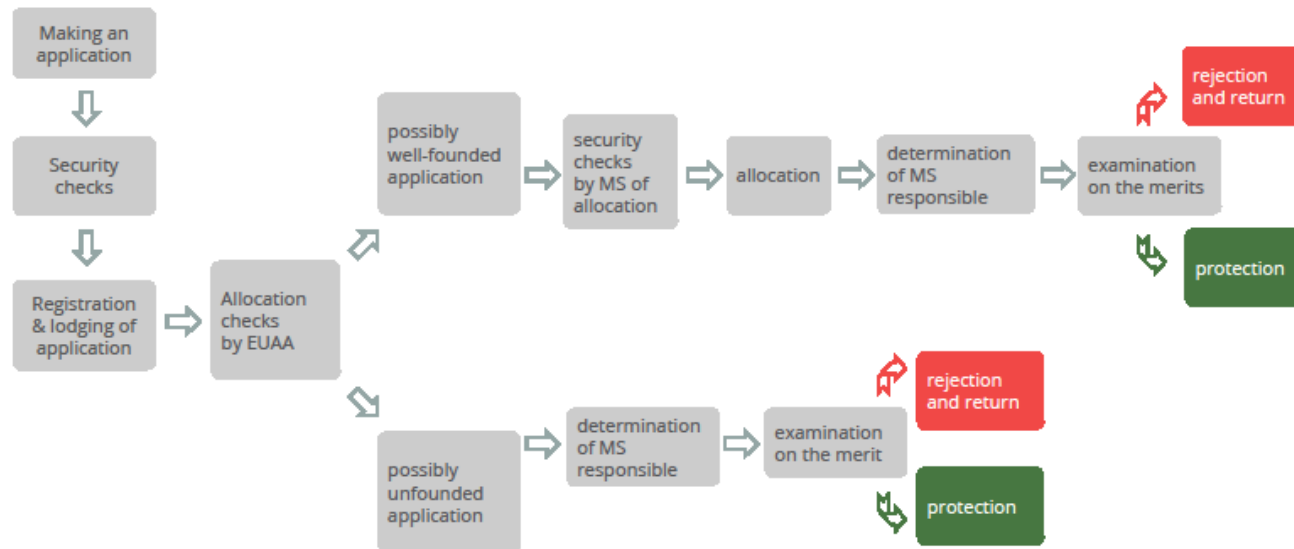 Making an
application
Security
checks
Registration
& lodging of
application
Allocation
checks
by EUAA
possibly
well-founded
application
security
checks
by MS of
allocation
allocation
determination
of MS
responsible
examination
on the merits
rejection
and return
protection
possibly
unfounded
application
determination
of MS
responsible
examination
on the merit
rejection
and return
protection